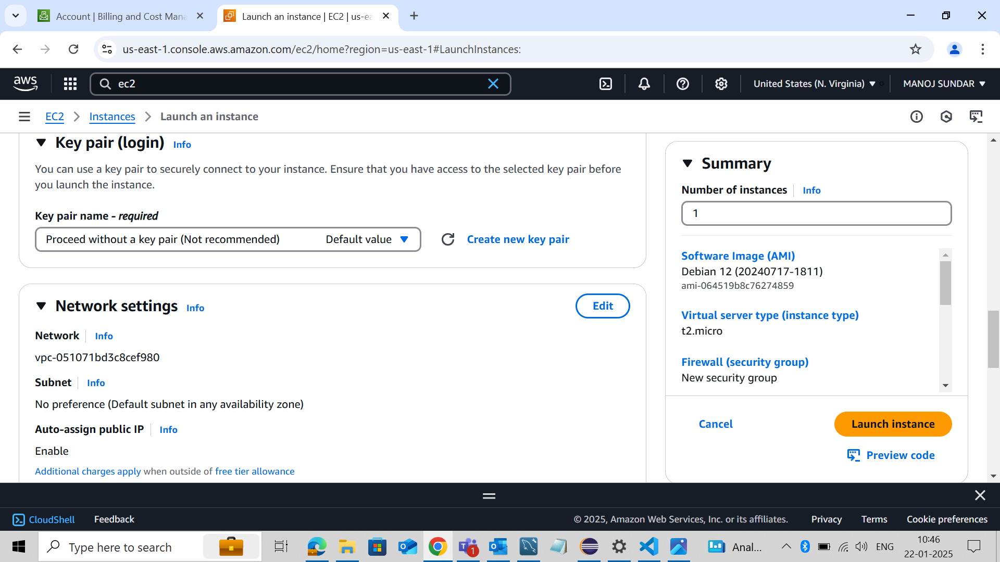 Account | Billing and Cost Mana
Launch an instance | EC2 | us-ea
us-east-1.console.aws.amazon.com/ec2/home?region=us-east-1#LaunchInstances:
aws
ec2
United States (N. Virginia)
MANOJ SUNDAR
EC2
Instances
Launch an instance
Key pair (login)
Info
You can use a key pair to securely connect to your instance. Ensure that you have access to the selected key pair before
you launch the instance.
Key pair name - required
Proceed without a key pair (Not recommended)
Default value
Create new key pair
Network settings
Info
Edit
Network
Info
vpc-051071bd3c8cef980
Subnet
Info
No preference (Default subnet in any availability zone)
Auto-assign public IP
Info
Enable
Additional charges apply when outside of free tier allowance
Summary
Number of instances
Info
1
Software Image (AMI)
Debian 12 (20240717-1811)
ami-064519b8c76274859
Virtual server type (instance type)
t2.micro
Firewall (security group)
New security group
Cancel
Launch instance
Preview code
CloudShell
Feedback
© 2025, Amazon Web Services, Inc. or its affiliates.
Privacy
Terms
Cookie preferences
Type here to search
1
Anal...
ENG
10:46
22-01-2025